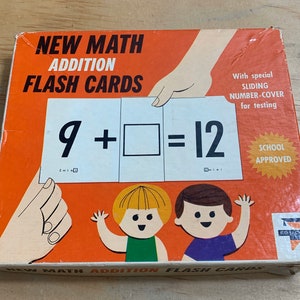 NEW MATH
ADDITION
FLASH CARDS
With special
SLIDING
NUMBER-COVER
for testing
9 + □ = 12
SCHOOL
APPROVED
NEW MATH ADDITION FLASH CARDS